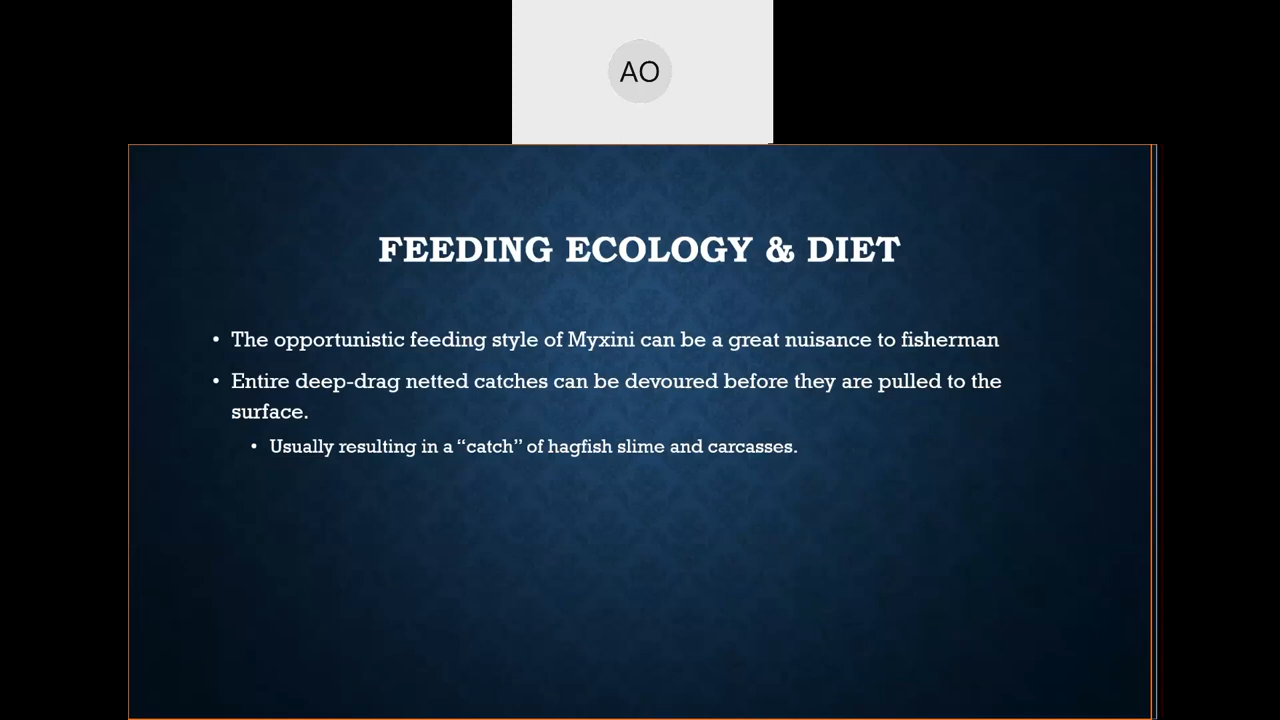 AO
FEEDING ECOLOGY & DIET
• The opportunistic feeding style of Myxini can be a great nuisance to fisherman
• Entire deep-drag netted catches can be devoured before they are pulled to the
surface.
• Usually resulting in a “catch” of hagfish slime and carcasses.